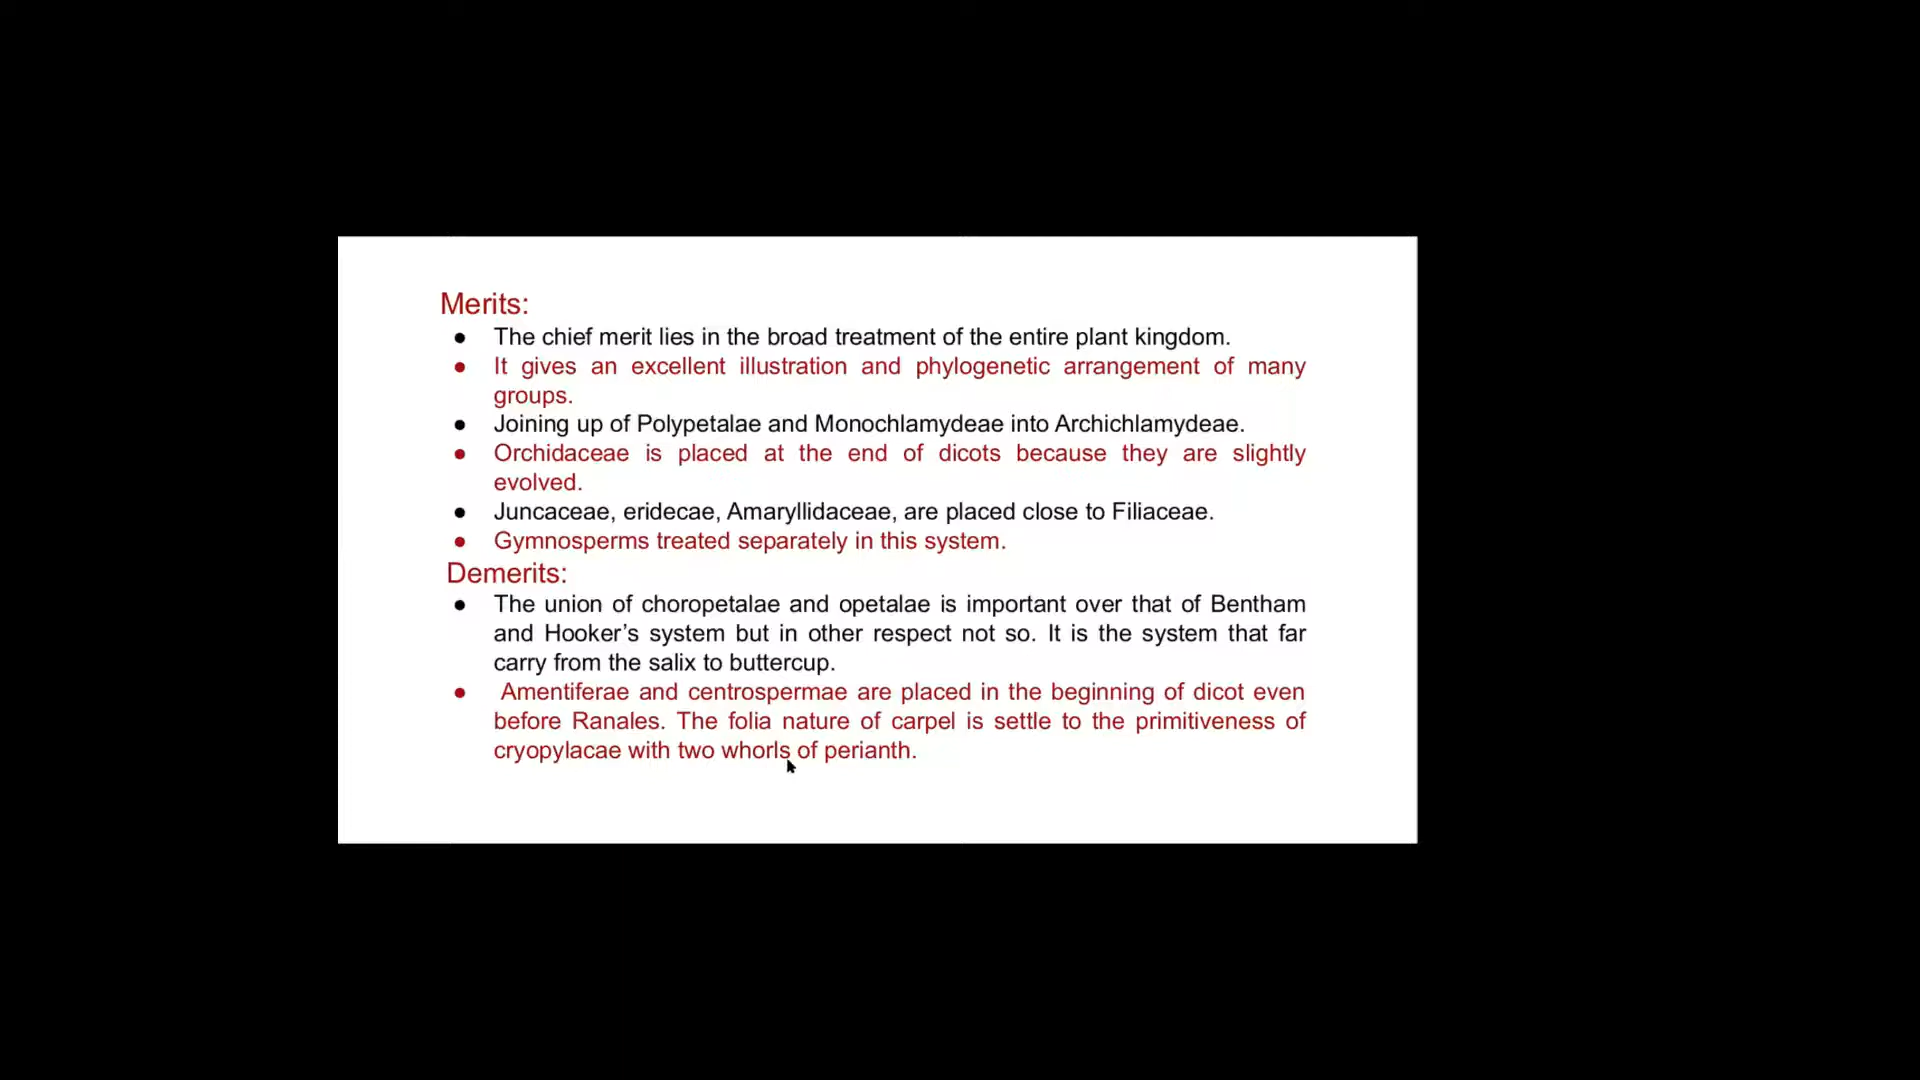 Merits:
● The chief merit lies in the broad treatment of the entire plant kingdom.
● It gives an excellent illustration and phylogenetic arrangement of many
groups.
● Joining up of Polypetalae and Monochlamydeae into Archichlamydeae.
● Orchidaceae is placed at the end of dicots because they are slightly
evolved.
● Juncaceae, eridecae, Amaryllidaceae, are placed close to Filiaceae.
● Gymnosperms treated separately in this system.
Demerits:
● The union of choropetalae and opetalae is important over that of Bentham
and Hooker’s system but in other respect not so. It is the system that far
carry from the salix to buttercup.
● Amentiferae and centrospermae are placed in the beginning of dicot even
before Ranales. The folia nature of carpel is settle to the primitiveness of
cryopylacae with two whorls of perianth.